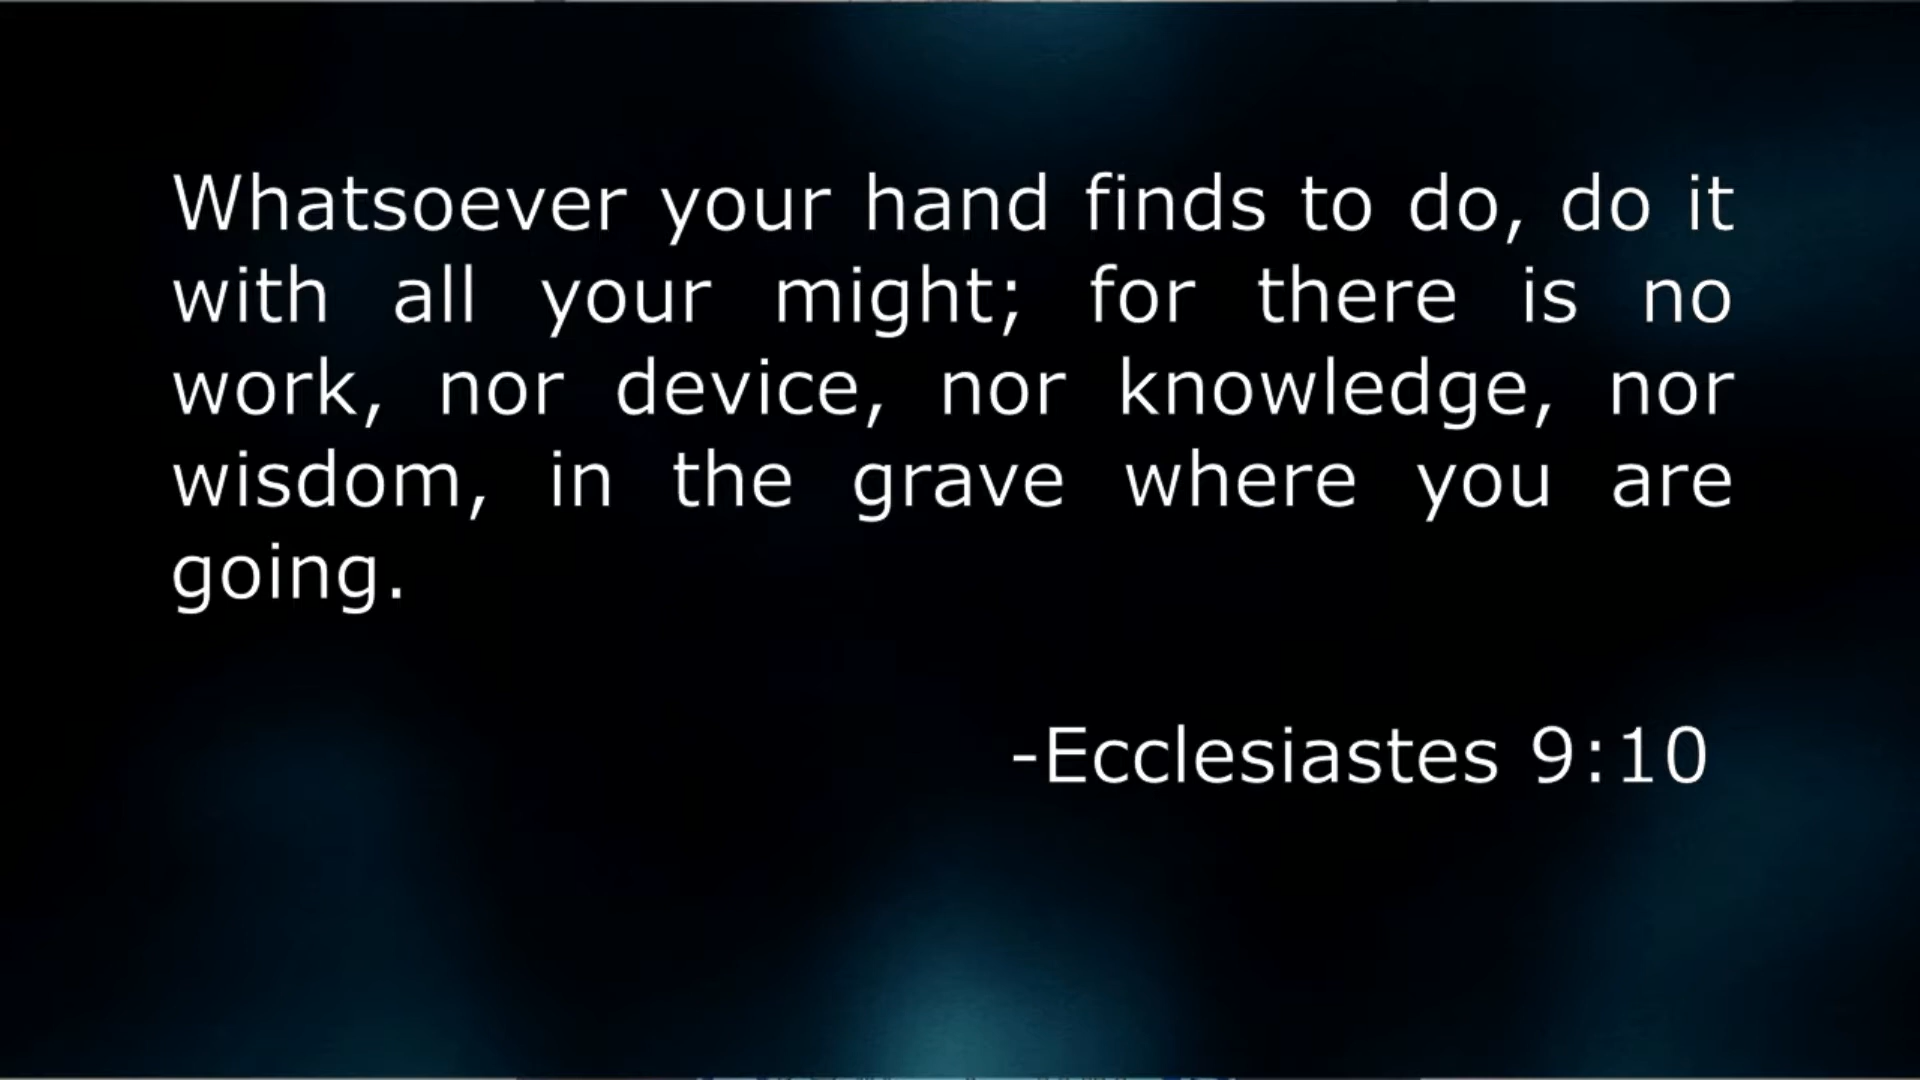 Whatsoever your hand finds to do, do it
with all your might; for there is no
work, nor device, nor knowledge, nor
wisdom, in the grave where you are
going.
-Ecclesiastes 9:10